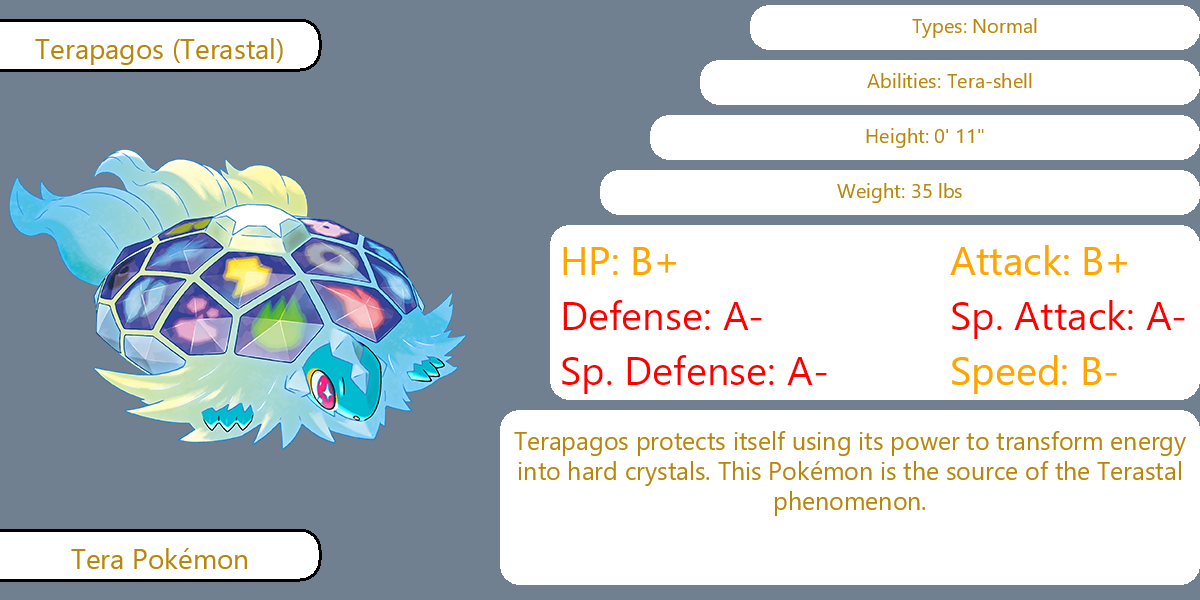 Terapagos (Terastal)
Types: Normal
Abilities: Tera-shell
Height: 0' 11"
Weight: 35 lbs
HP: B+
Attack: B+
Defense: A-
Sp. Attack: A-
Sp. Defense: A-
Speed: B-
Terapagos protects itself using its power to transform energy
into hard crystals. This Pokémon is the source of the Terastal
phenomenon.
Tera Pokémon